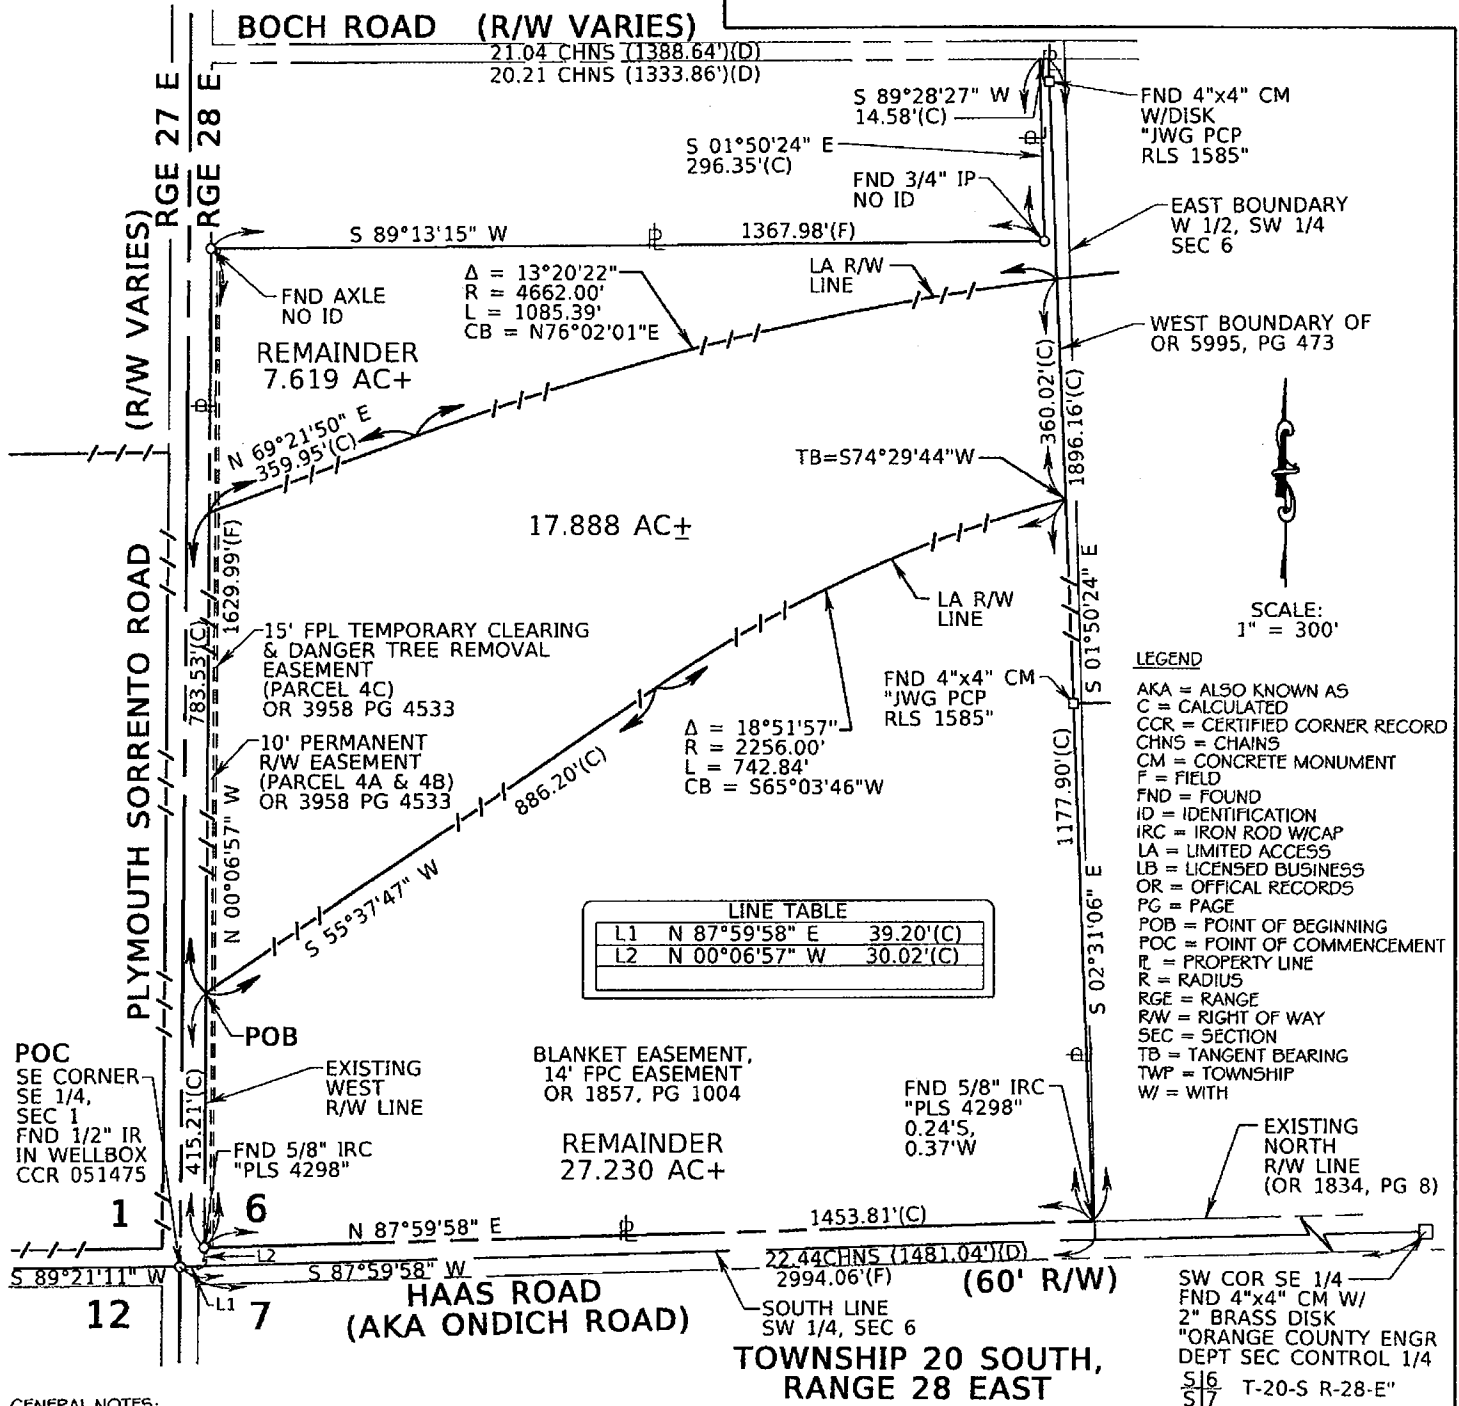 BOCH ROAD (R/W VARIES)
21.04 CHNS (1388.64')(D)
20.21 CHNS (1333.86')(D)
RGE 27 E
RGE 28 E
S 89°28'27" W
14.58'(C)
FND 4"x4" CM
W/DISK
"JWG PCP
RLS 1585"
S 01°50'24" E
296.35'(C)
FND 3/4" IP
NO ID
EAST BOUNDARY
W 1/2, SW 1/4
SEC 6
S 89°13'15" W
1367.98'(F)
(R/W VARIES)
FND AXLE
NO ID
Δ = 13°20'22"
R = 4662.00'
L = 1085.39'
CB = N76°02'01"E
LA R/W
LINE
WEST BOUNDARY OF
OR 5995, PG 473
REMAINDER
7.619 AC+
360.02'(C)
1896.16'(C)
N 69°21'50" E
359.95'(C)
TB=S74°29'44"W
17.888 AC±
1629.99'(F)
SCALE:
1" = 300'
S 01°50'24" E
LA R/W
LINE
PLYMOUTH SORRENTO ROAD
783.53'(C)
15' FPL TEMPORARY CLEARING
& DANGER TREE REMOVAL
EASEMENT
(PARCEL 4C)
OR 3958 PG 4533
10' PERMANENT
R/W EASEMENT
(PARCEL 4A & 4B)
OR 3958 PG 4533
FND 4"x4" CM
"JWG PCP
RLS 1585"
Δ = 18°51'57"
R = 2256.00'
L = 742.84'
CB = S65°03'46"W
886.20'(C)
S 55°37'47" W
N 00°06'57" W
1177.90'(C)
S 02°31'06" E
LEGEND
AKA = ALSO KNOWN AS
C = CALCULATED
CCR = CERTIFIED CORNER RECORD
CHNS = CHAINS
CM = CONCRETE MONUMENT
F = FIELD
FND = FOUND
ID = IDENTIFICATION
IRC = IRON ROD W/CAP
LA = LIMITED ACCESS
LB = LICENSED BUSINESS
OR = OFFICAL RECORDS
PG = PAGE
POB = POINT OF BEGINNING
POC = POINT OF COMMENCEMENT
PL = PROPERTY LINE
R = RADIUS
RGE = RANGE
R/W = RIGHT OF WAY
SEC = SECTION
TB = TANGENT BEARING
TWP = TOWNSHIP
W/ = WITH
LINE TABLE
L1 N 87°59'58" E 39.20'(C)
L2 N 00°06'57" W 30.02'(C)
POB
POC
SE CORNER
SE 1/4,
SEC 1
FND 1/2" IR
IN WELLBOX
CCR 051475
415.21'(C)
EXISTING
WEST
R/W LINE
FND 5/8" IRC
"PLS 4298"
BLANKET EASEMENT,
14' FPC EASEMENT
OR 1857, PG 1004
REMAINDER
27.230 AC+
FND 5/8" IRC
"PLS 4298"
0.24'S,
0.37'W
EXISTING
NORTH
R/W LINE
(OR 1834, PG 8)
1
6
N 87°59'58" E
1453.81'(C)
L2
22.44CHNS (1481.04')(D)
S 89°21'11" W
S 87°59'58" W
2994.06'(F)
(60' R/W)
12
L1
7
HAAS ROAD
(AKA ONDICH ROAD)
SOUTH LINE
SW 1/4, SEC 6
SW COR SE 1/4
FND 4"x4" CM W/
2" BRASS DISK
"ORANGE COUNTY ENGR
DEPT SEC CONTROL 1/4
S|6
S|7
T-20-S R-28-E"
TOWNSHIP 20 SOUTH,
RANGE 28 EAST
GENERAL NOTES: